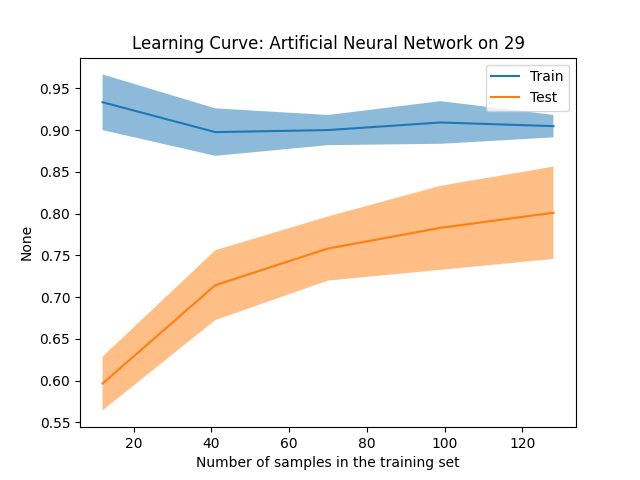 Learning Curve: Artificial Neural Network on 29
Train
Test
0.95
0.90
0.85
0.80
0.75
0.70
0.65
0.60
0.55
None
20 40 60 80 100 120
Number of samples in the training set